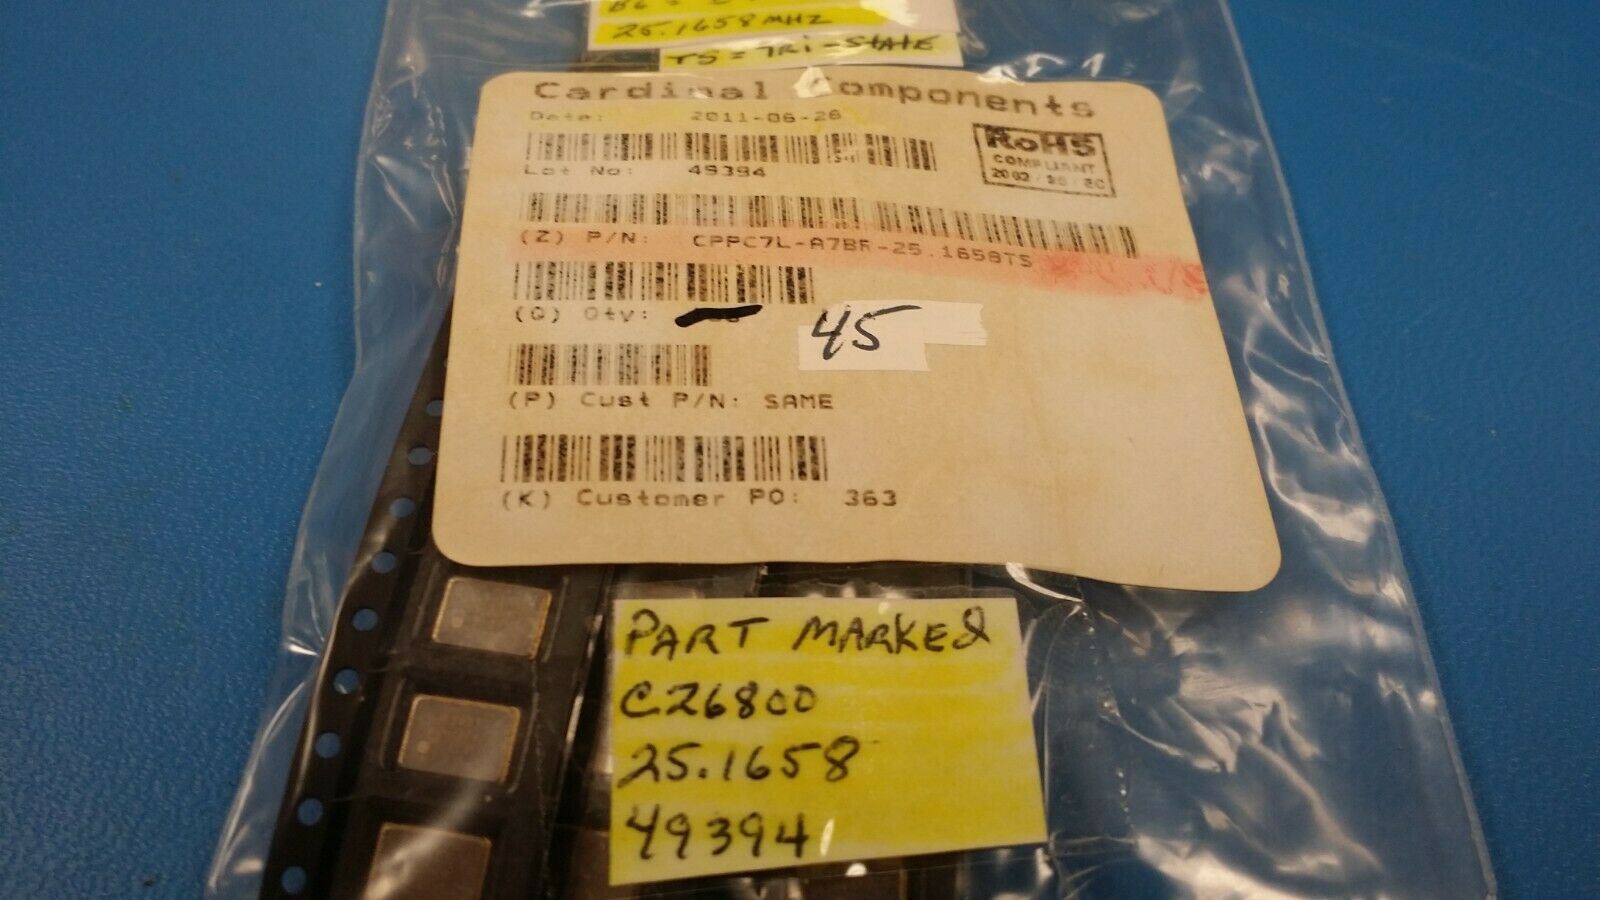 25.1658MHZ
TS = TRI-STATE
Cardinal Components
Date: 2011-06-26
RoHS
COMPLIANT
2002/95/EC
Lot No: 49394
(Z) P/N: CPPC7L-A7BR-25.1658TS
(Q) Qty: 45
(P) Cust P/N: SAME
(K) Customer PO: 363
PART MARKED
C26800
25.1658
49394